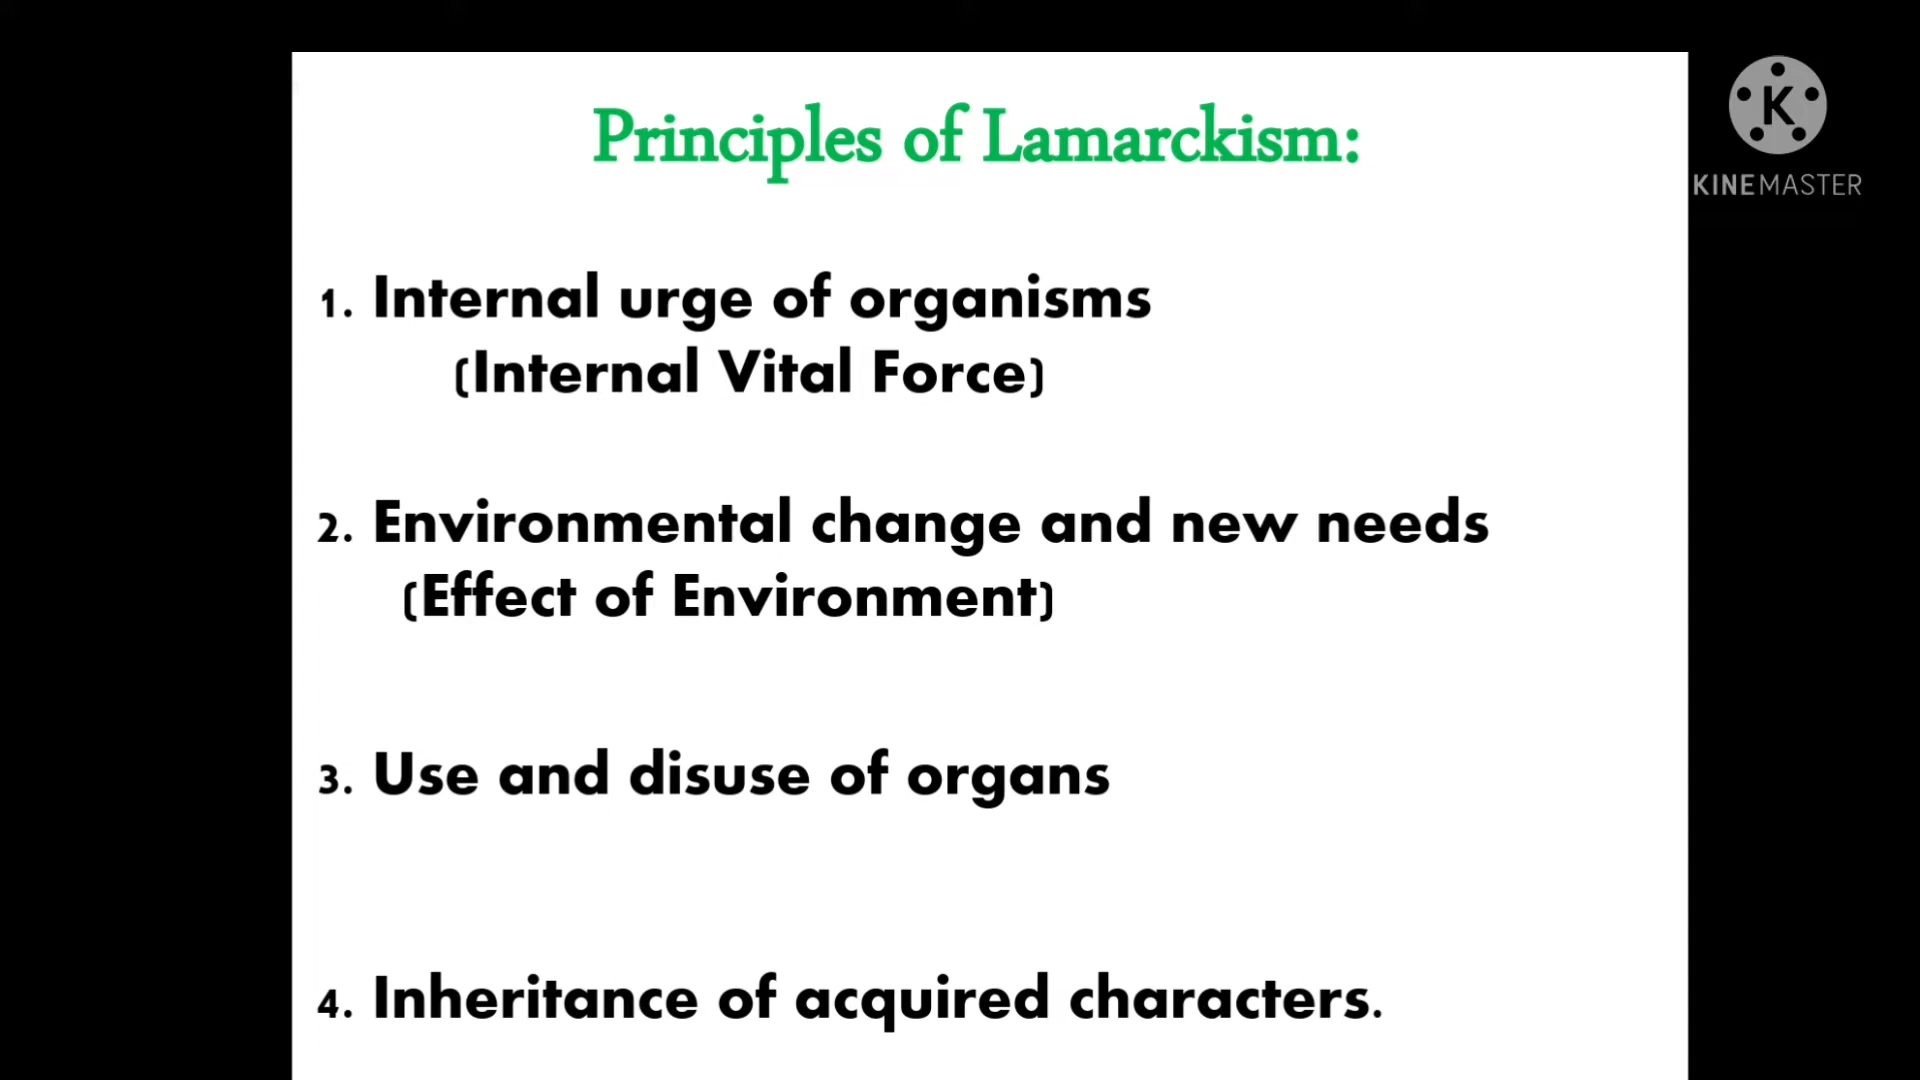 Principles of Lamarckism:
K
KINEMASTER
1. Internal urge of organisms
(Internal Vital Force)
2. Environmental change and new needs
(Effect of Environment)
3. Use and disuse of organs
4. Inheritance of acquired characters.